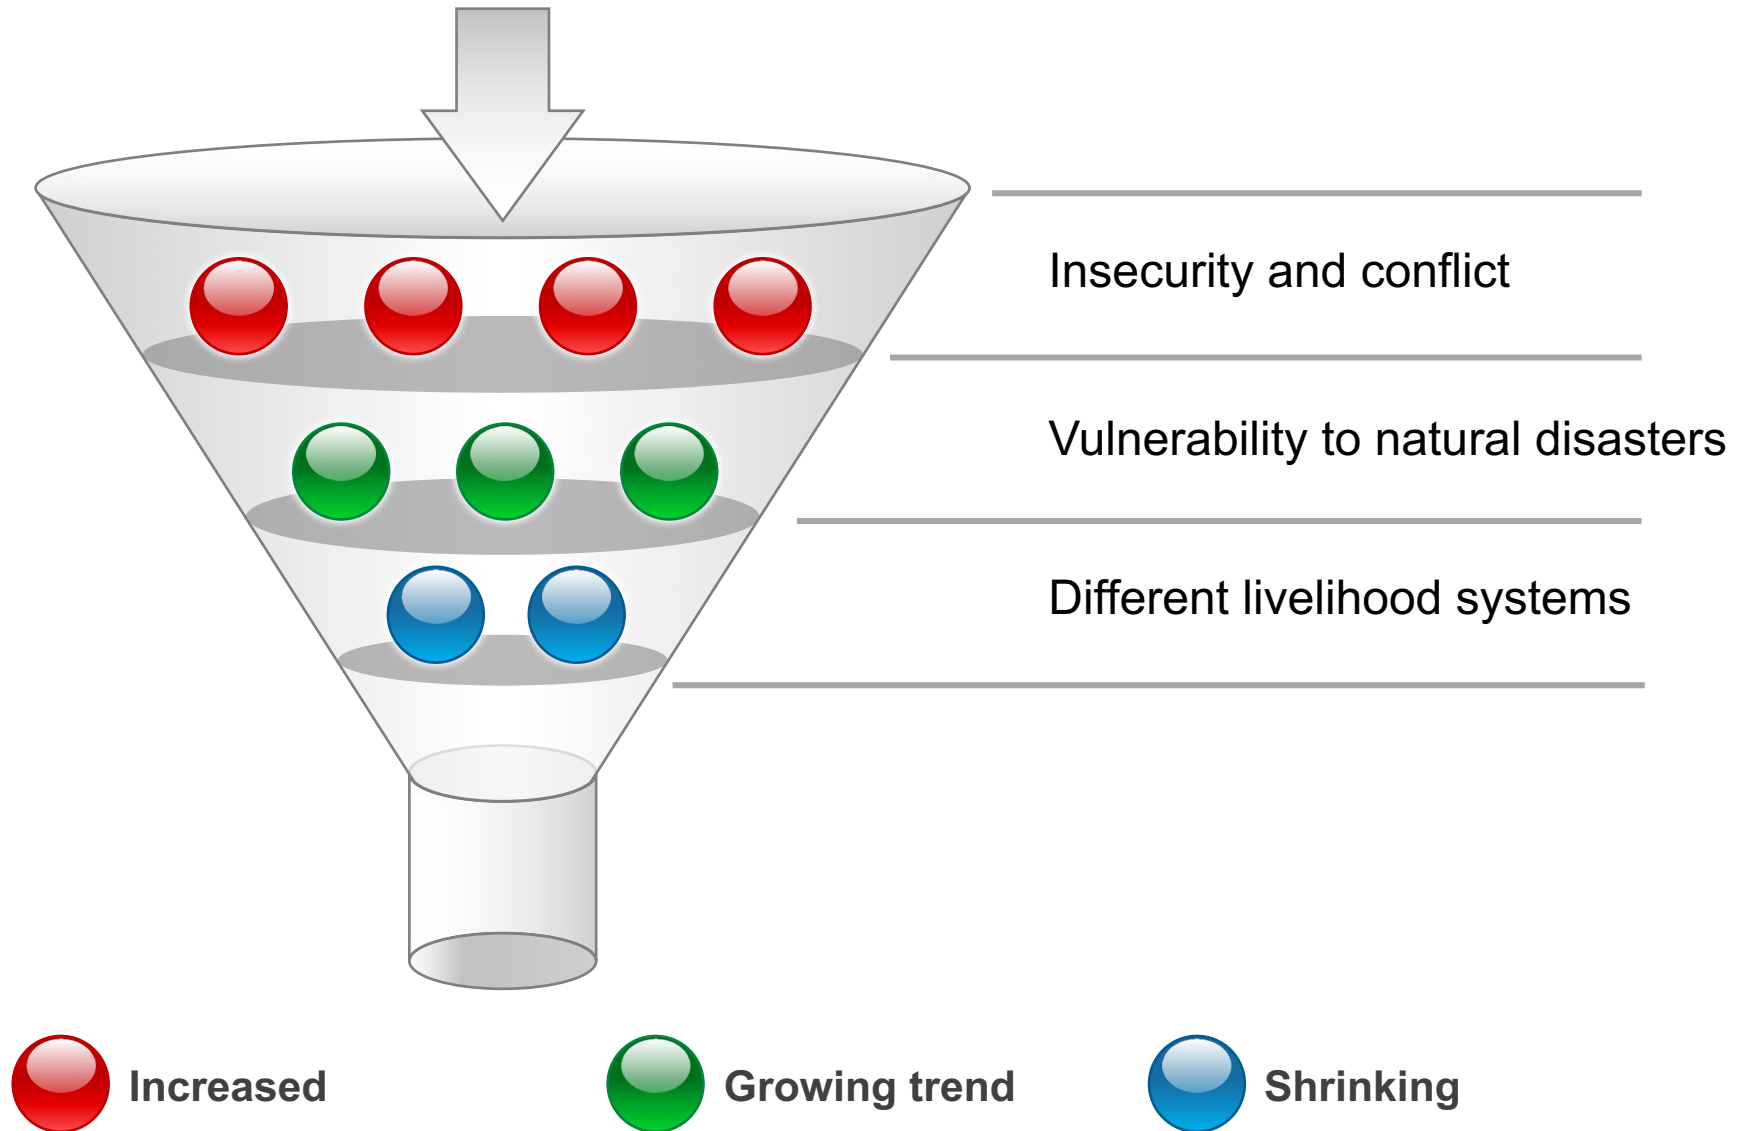 Insecurity and conflict
Vulnerability to natural disasters
Different livelihood systems
Increased
Growing trend
Shrinking